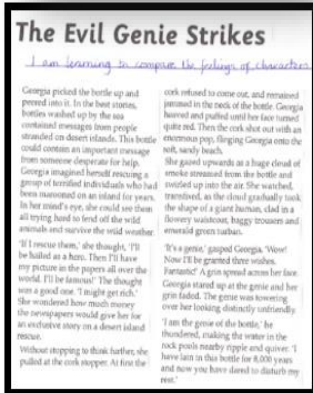 The Evil Genie Strikes
I am learning to compare the feelings of characters
Georgia picked the bottle up and
peered into it. In the best stories,
bottles washed up by the sea
contained messages from people
stranded on desert islands. This bottle
could contain an important message
from someone desperate for help.
Georgia imagined herself rescuing a
group of terrified individuals who had
been marooned on an island for years.
In her mind's eye, she could see them
all trying hard to fend off the wild
animals and survive the wild weather.
'If I rescue them,' she thought, 'I'll
be hailed as a hero. Then I'll have
my picture in the papers all over the
world. I'll be famous!' The thought
was a good one. 'I might get rich.'
She wondered how much money
the newspapers would give her for
an exclusive story on a desert island
rescue.
Without stopping to think further, she
pulled at the cork stopper. At first the
cork refused to come out, and remained
jammed in the neck of the bottle. Georgia
heaved and puffed until her face turned
quite red. Then the cork shot out with an
enormous pop, flinging Georgia onto the
soft, sandy beach.
She gazed upwards as a huge cloud of
smoke streamed from the bottle and
swirled up into the air. She watched,
transfixed, as the cloud gradually took
the shape of a giant human, clad in a
flowery waistcoat, baggy trousers and
emerald green turban.
'It's a genie,' gasped Georgia. 'Wow!
Now I'll be granted three wishes.
Fantastic!' A grin spread across her face.
Georgia stared up at the genie and her
grin faded. The genie was towering
over her looking distinctly unfriendly.
'I am the genie of the bottle,' he
thundered, making the water in the
rock pools nearby ripple and quiver. 'I
have lain in this bottle for 8,000 years
and now you have dared to disturb my
rest.'